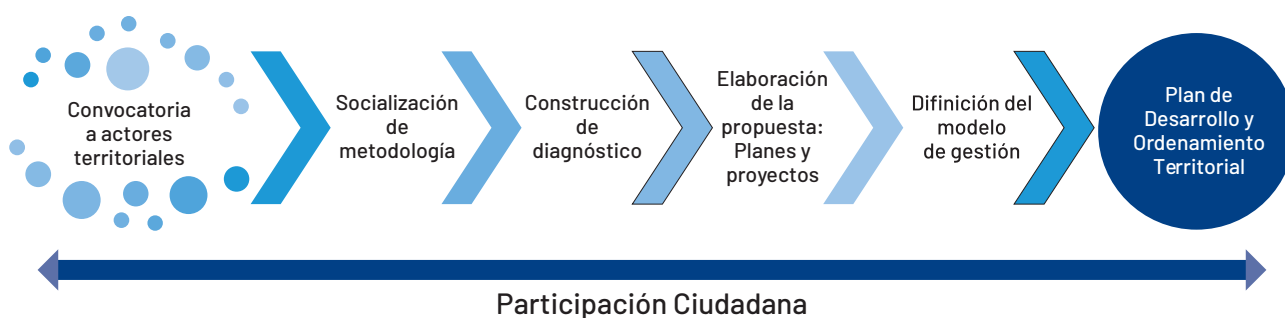 Convocatoria
a actores
territoriales
Socialización
de
metodología
Construcción
de
diagnóstico
Elaboración
de la
propuesta:
Planes y
proyectos
Difinición del
modelo
de gestión
Plan de
Desarrollo y
Ordenamiento
Territorial
Participación Ciudadana